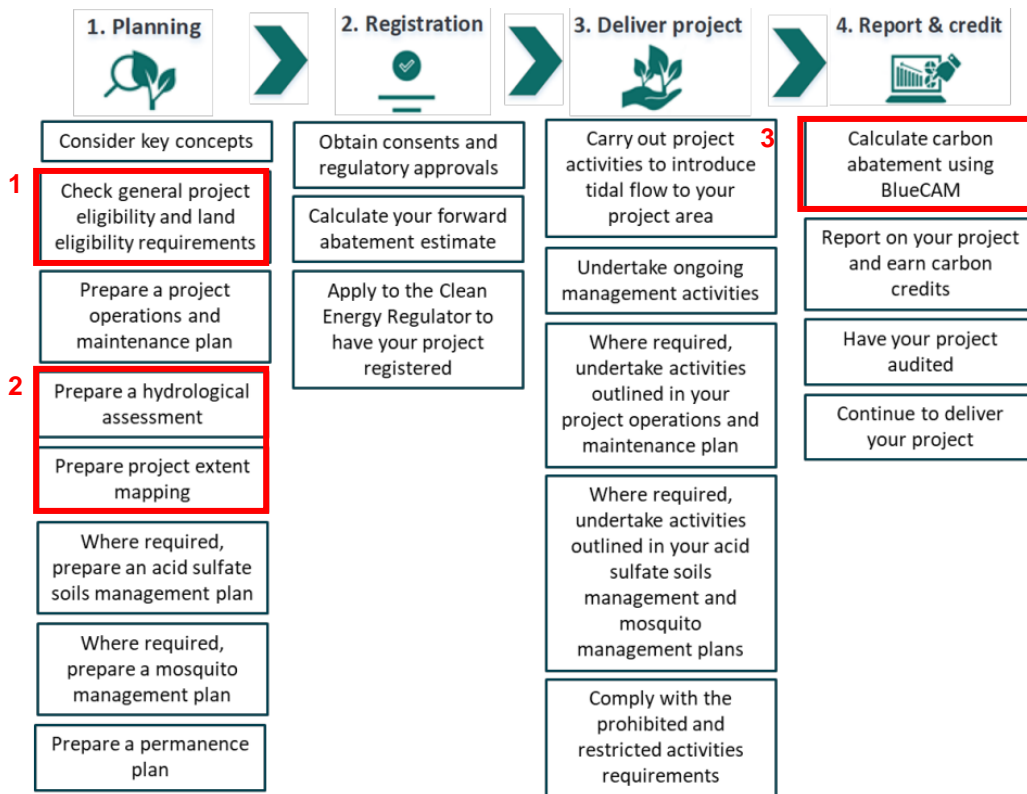 1. Planning
2. Registration
3. Deliver project
4. Report & credit
Consider key concepts
1
Check general project
eligibility and land
eligibility requirements
Prepare a project
operations and
maintenance plan
2
Prepare a hydrological
assessment
Prepare project extent
mapping
Where required,
prepare an acid sulfate
soils management plan
Where required,
prepare a mosquito
management plan
Prepare a permanence
plan
Obtain consents and
regulatory approvals
Calculate your forward
abatement estimate
Apply to the Clean
Energy Regulator to
have your project
registered
Carry out project
activities to introduce
tidal flow to your
project area
Undertake ongoing
management activities
Where required,
undertake activities
outlined in your
project operations and
maintenance plan
Where required,
undertake activities
outlined in your acid
sulfate soils
management and
mosquito
management plans
Comply with the
prohibited and
restricted activities
requirements
3
Calculate carbon
abatement using
BlueCAM
Report on your project
and earn carbon
credits
Have your project
audited
Continue to deliver
your project